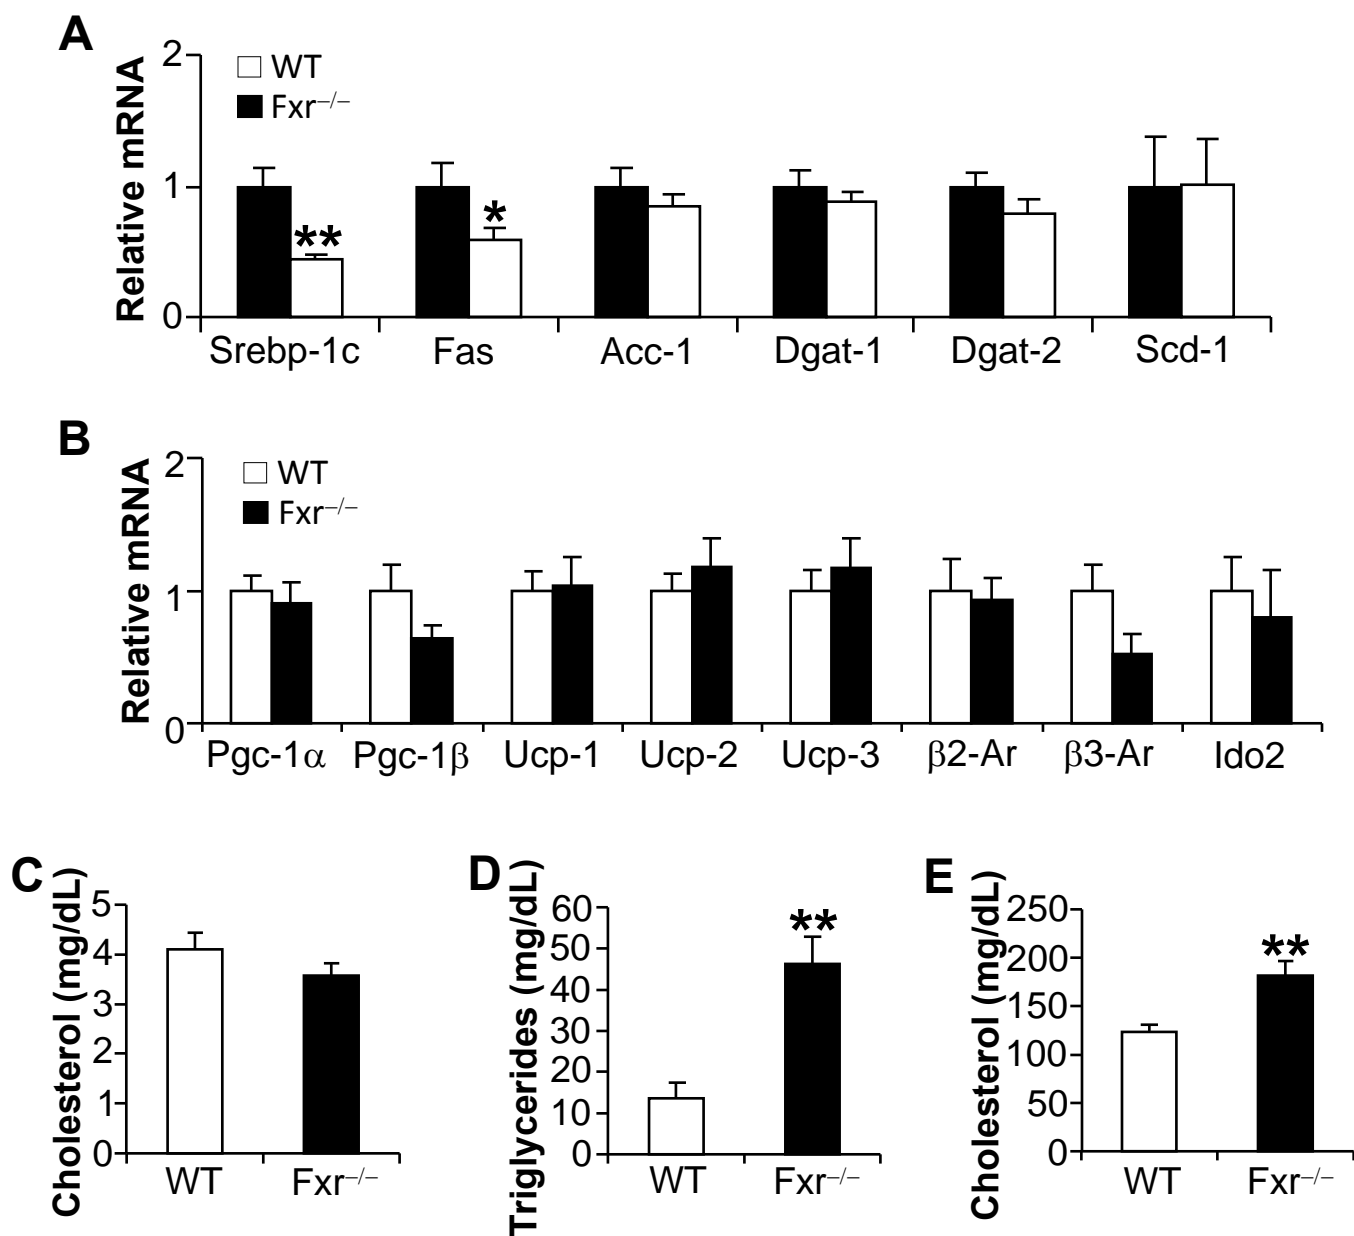 A
2
1
0
Relative mRNA
WT
Fxr−/−
**
*
Srebp-1c Fas Acc-1 Dgat-1 Dgat-2 Scd-1
B
2
1
0
Relative mRNA
WT
Fxr−/−
Pgc-1α Pgc-1β Ucp-1 Ucp-2 Ucp-3 β2-Ar β3-Ar Ido2
C
Cholesterol (mg/dL)
5
4
3
2
1
0
WT Fxr−/−
D
Triglycerides (mg/dL)
60
50
40
30
20
10
0
**
WT Fxr−/−
E
Cholesterol (mg/dL)
250
200
150
100
50
0
**
WT Fxr−/−